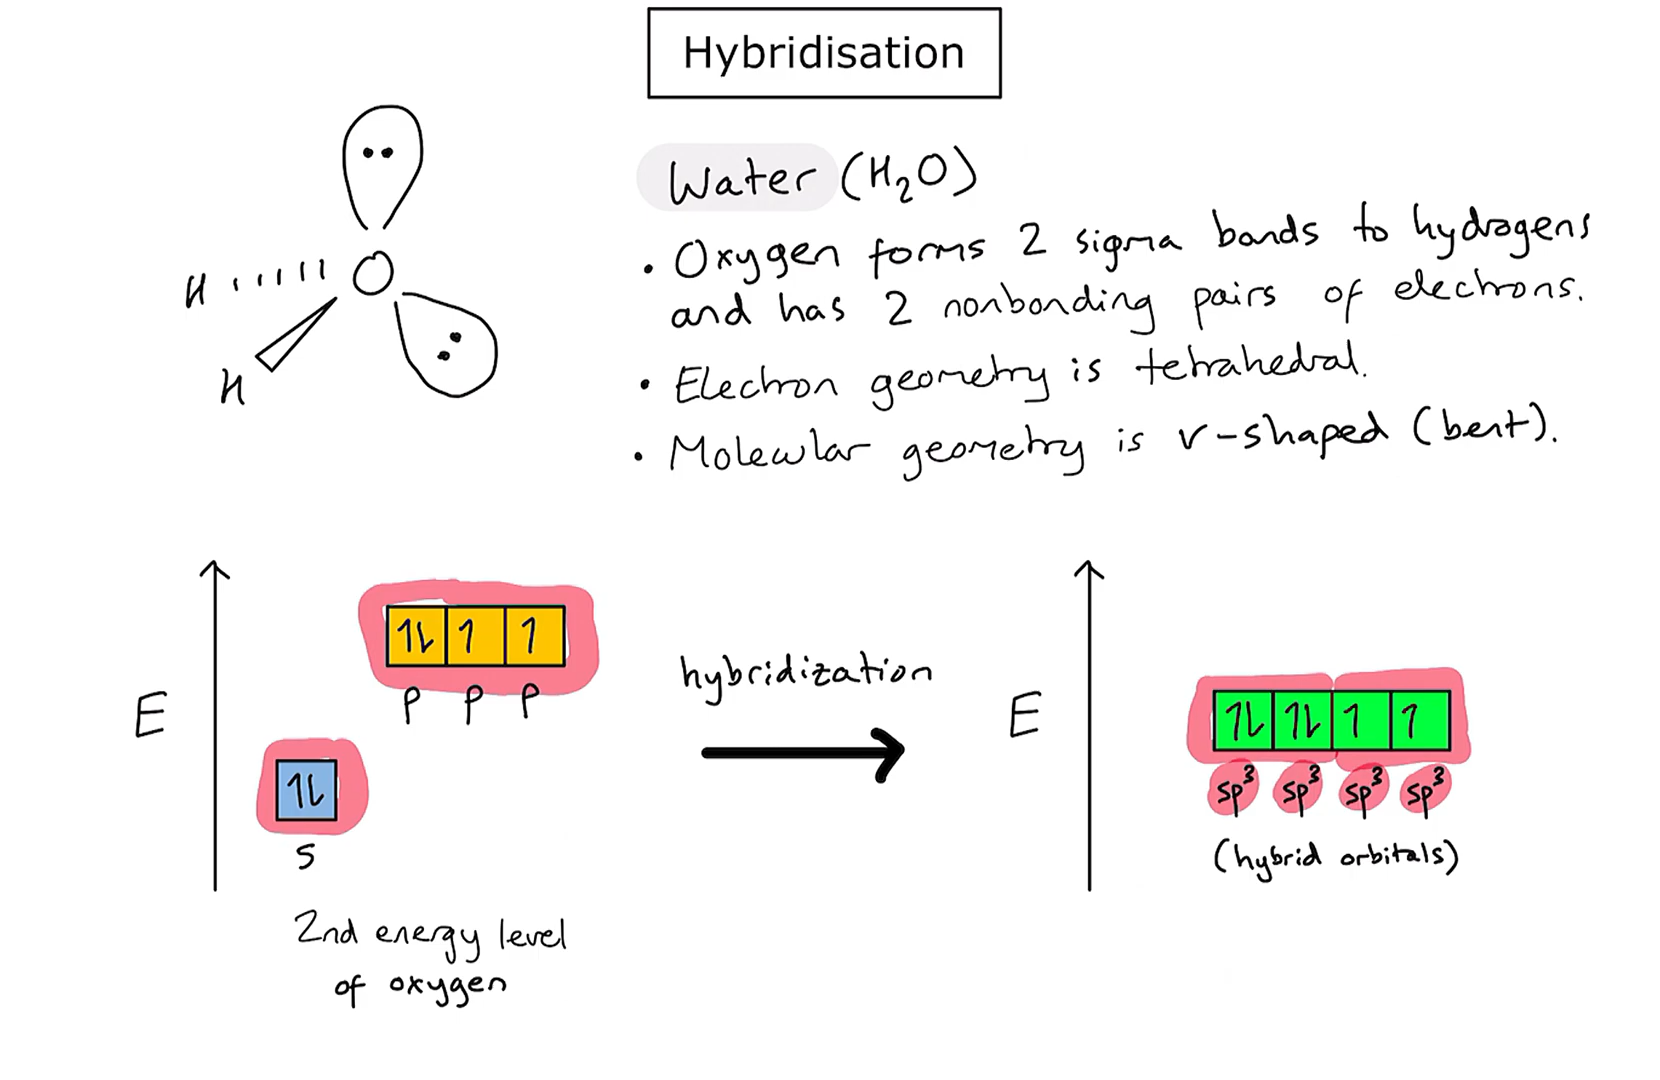 Hybridisation
Water (H₂O)
• Oxygen forms 2 sigma bonds to hydrogens
and has 2 nonbonding pairs of electrons.
• Electron geometry is tetrahedral.
• Molecular geometry is v-shaped (bent).
H O
H
E
1l 1 1
p p p
1l
s
2nd energy level
of oxygen
hybridization
E
1l 1l 1 1
sp³ sp³ sp³ sp³
(hybrid orbitals)